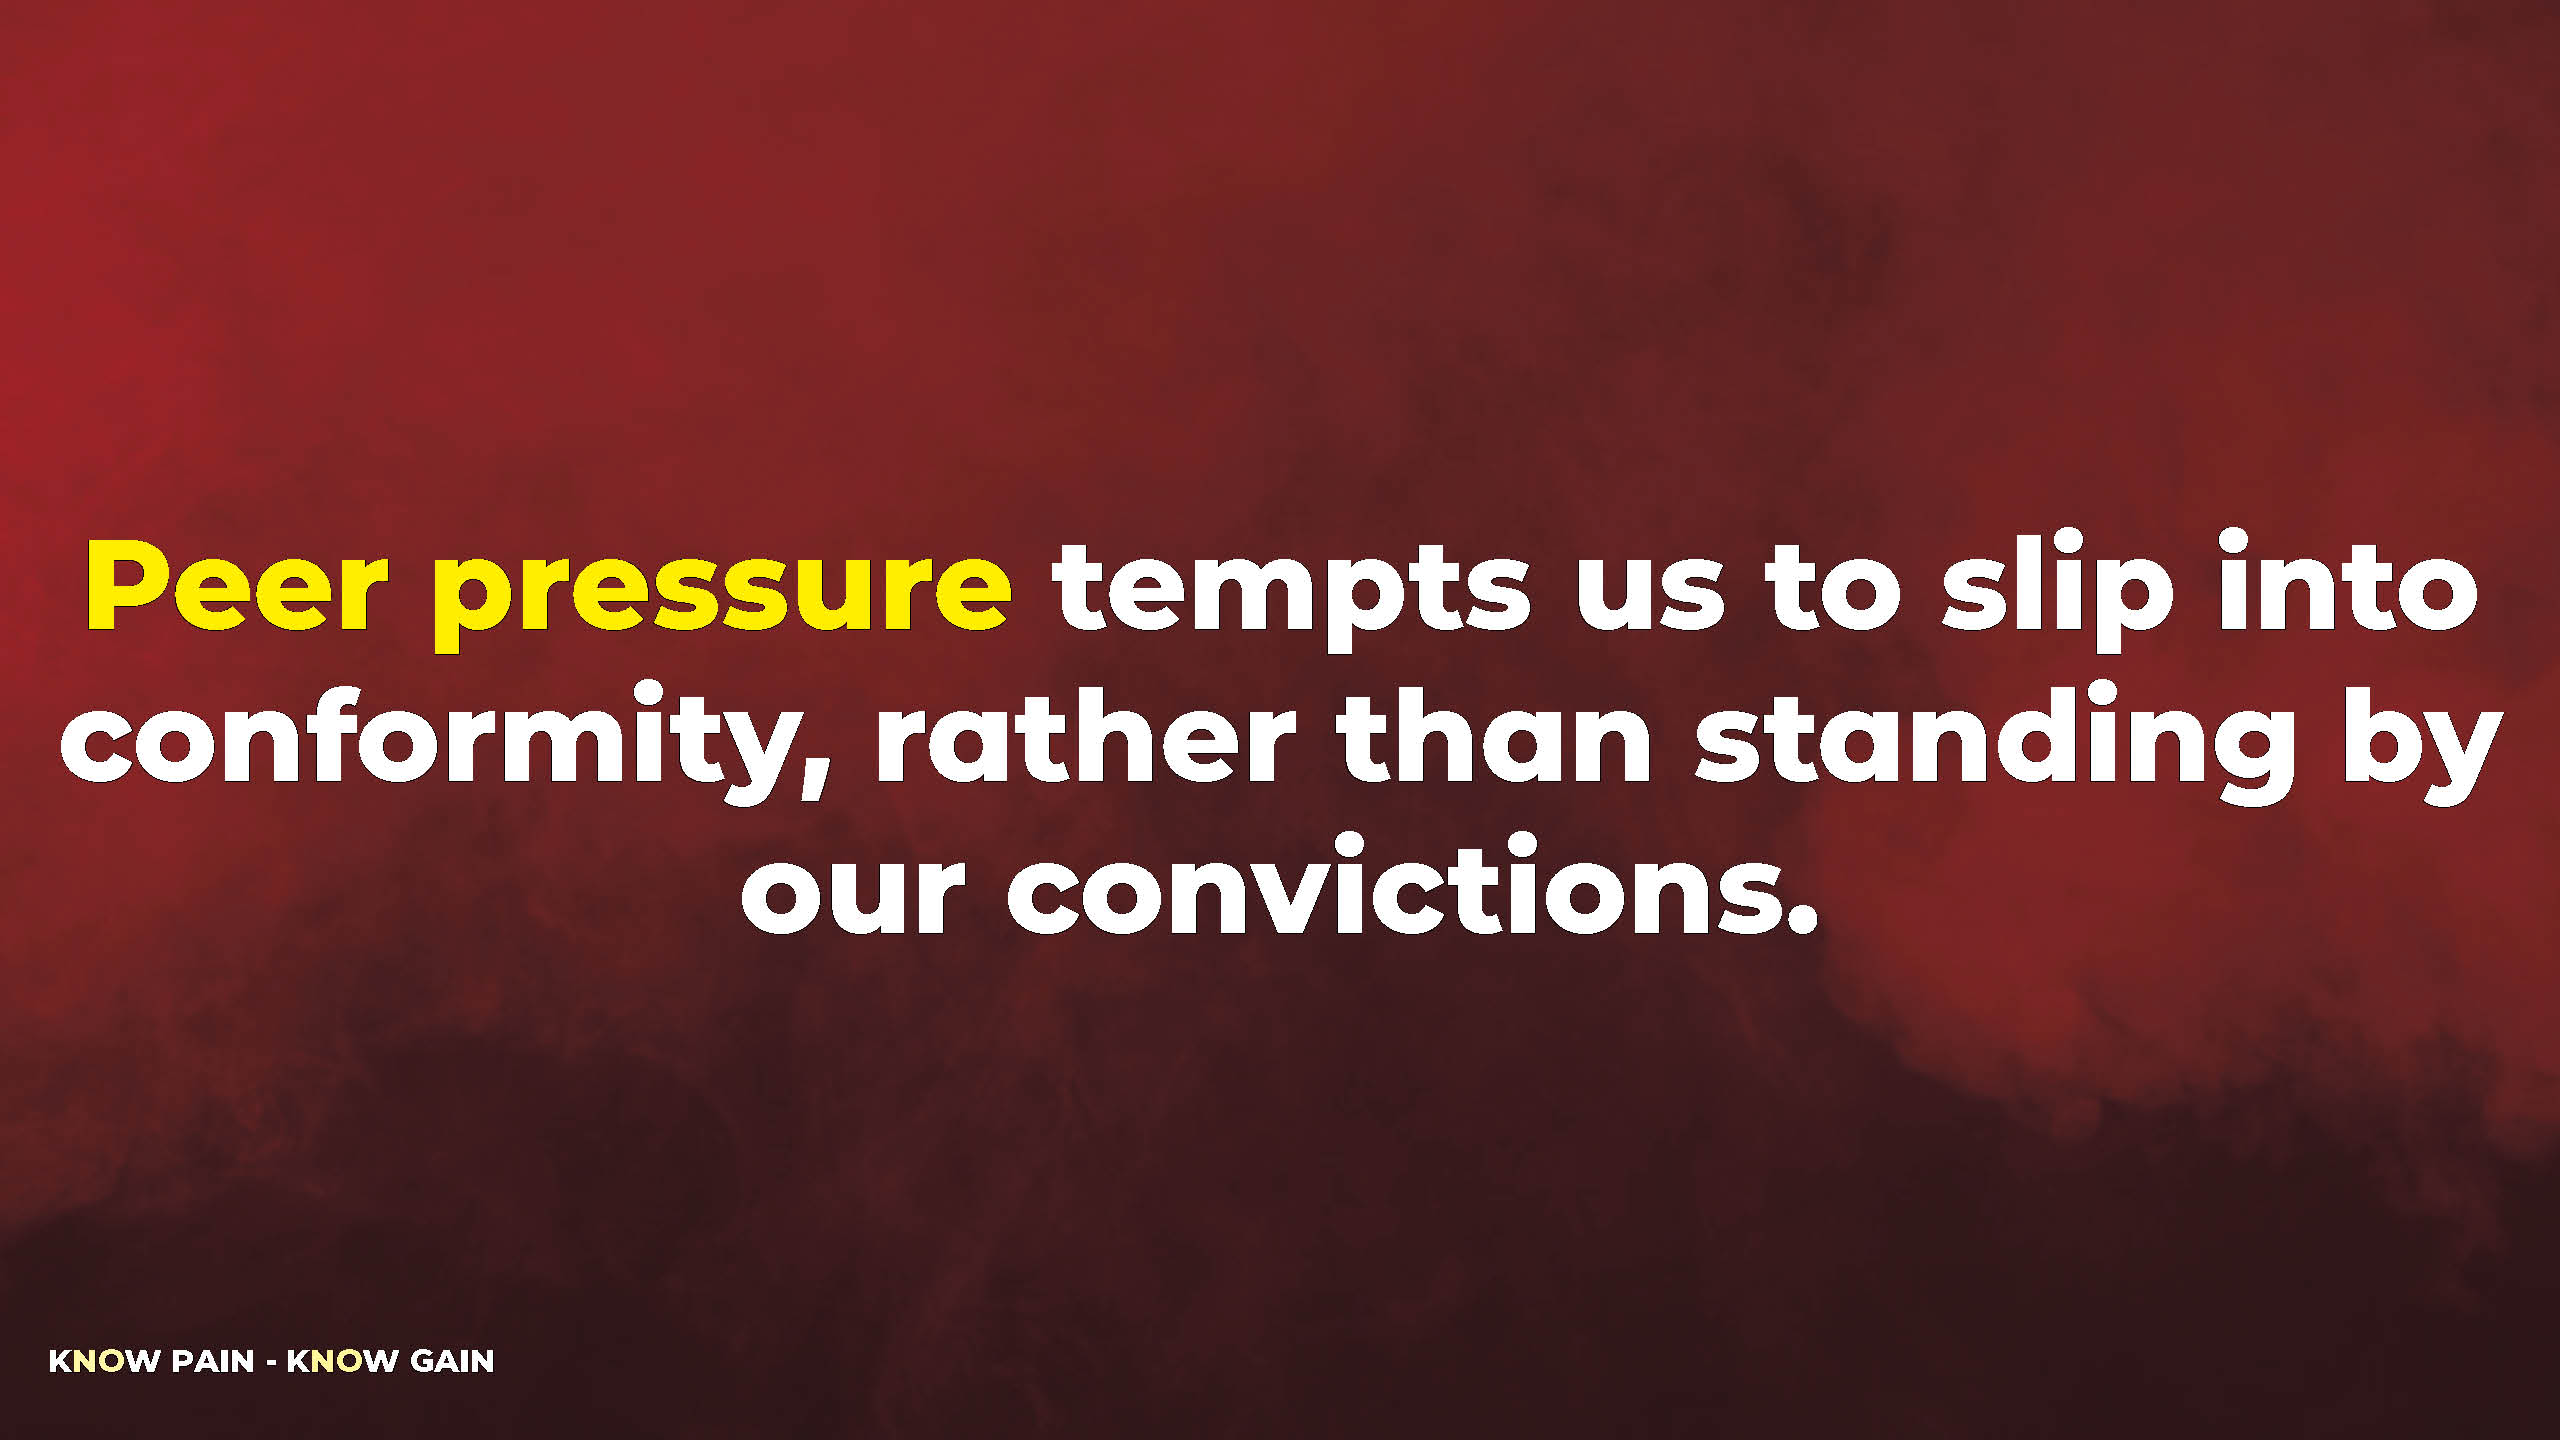 Peer pressure tempts us to slip into
conformity, rather than standing by
our convictions.
KNOW PAIN - KNOW GAIN